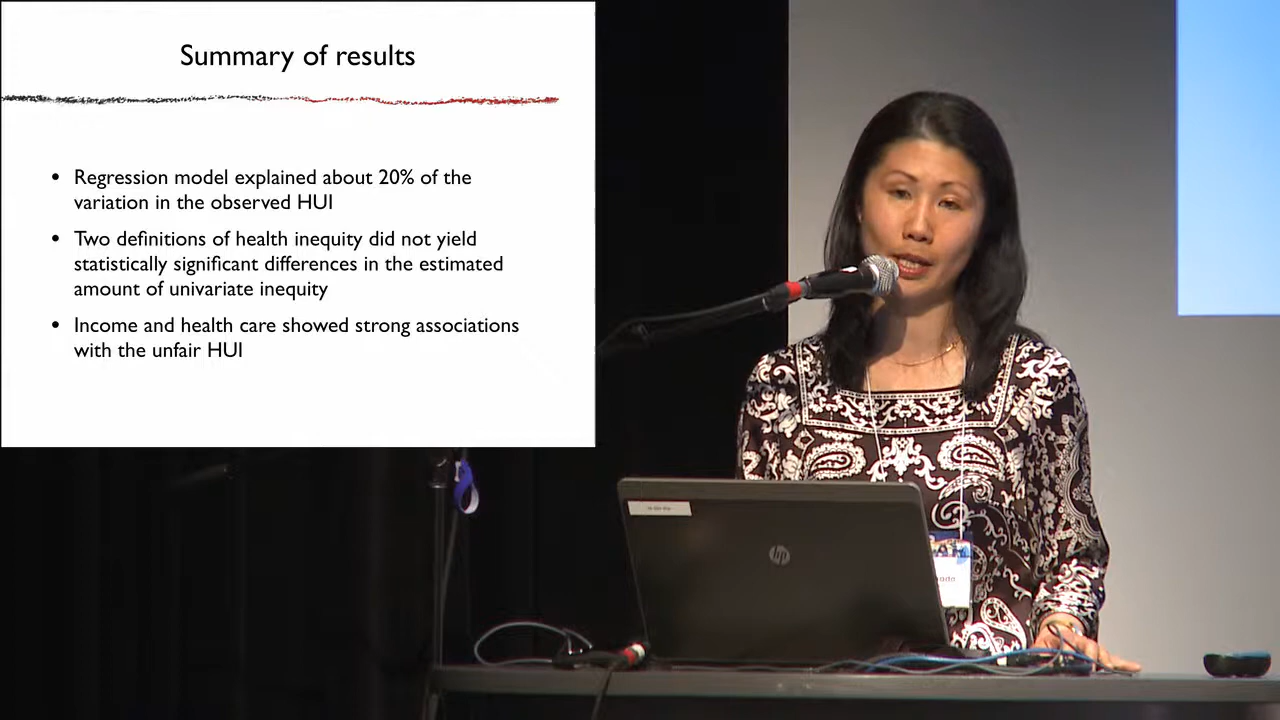 Summary of results
• Regression model explained about 20% of the
variation in the observed HUI
• Two definitions of health inequity did not yield
statistically significant differences in the estimated
amount of univariate inequity
• Income and health care showed strong associations
with the unfair HUI
hp